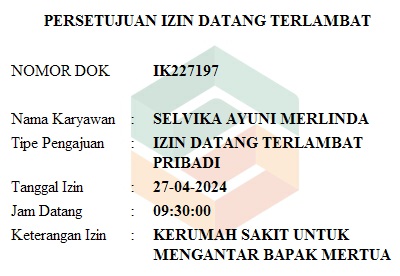 PERSETUJUAN IZIN DATANG TERLAMBAT
NOMOR DOK IK227197
Nama Karyawan : SELVIKA AYUNI MERLINDA
Tipe Pengajuan : IZIN DATANG TERLAMBAT
PRIBADI
Tanggal Izin : 27-04-2024
Jam Datang : 09:30:00
Keterangan Izin : KERUMAH SAKIT UNTUK
MENGANTAR BAPAK MERTUA